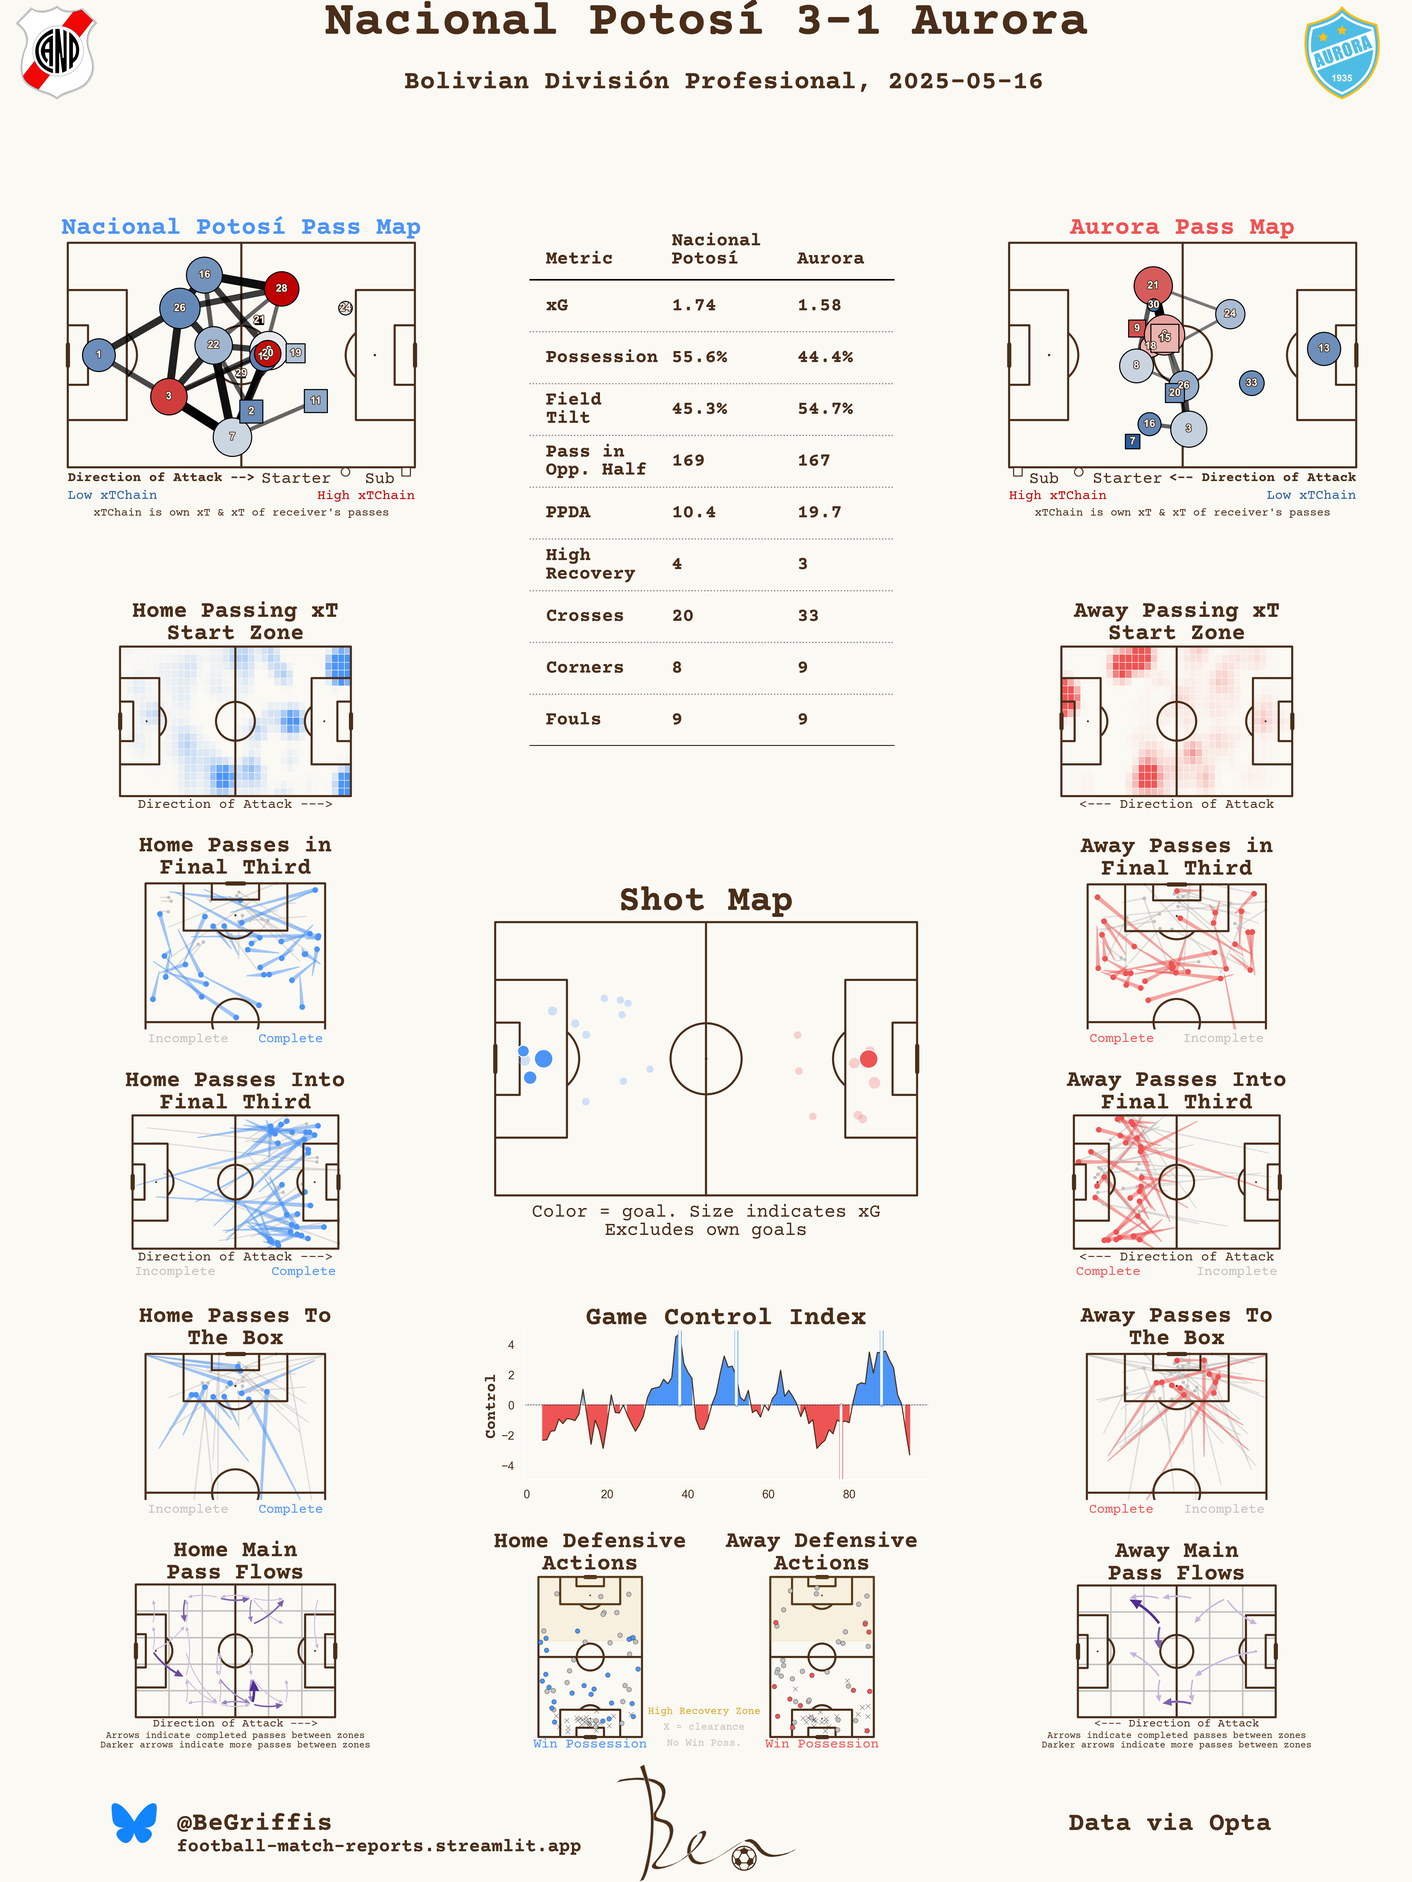 Nacional Potosí 3-1 Aurora
Bolivian División Profesional, 2025-05-16
CANP
AURORA
1935
Nacional Potosí Pass Map
16
28
26
24
21
22
20
19
1
29
3
2
11
7
Direction of Attack --> Starter Sub
Low xTChain High xTChain
xTChain is own xT & xT of receiver's passes
Metric Nacional Potosí Aurora
xG 1.74 1.58
Possession 55.6% 44.4%
Field Tilt 45.3% 54.7%
Pass in Opp. Half 169 167
PPDA 10.4 19.7
High Recovery 4 3
Crosses 20 33
Corners 8 9
Fouls 9 9
Aurora Pass Map
21
30
24
9
15
18
13
8
26
33
20
16
3
7
Sub Starter <-- Direction of Attack
High xTChain Low xTChain
xTChain is own xT & xT of receiver's passes
Home Passing xT
Start Zone
Direction of Attack --->
Away Passing xT
Start Zone
<--- Direction of Attack
Home Passes in
Final Third
Incomplete Complete
Away Passes in
Final Third
Complete Incomplete
Shot Map
Color = goal. Size indicates xG
Excludes own goals
Home Passes Into
Final Third
Direction of Attack --->
Incomplete Complete
Away Passes Into
Final Third
<--- Direction of Attack
Complete Incomplete
Home Passes To
The Box
Incomplete Complete
Game Control Index
Control
4
2
0
−2
−4
0 20 40 60 80
Away Passes To
The Box
Complete Incomplete
Home Main
Pass Flows
Direction of Attack --->
Arrows indicate completed passes between zones
Darker arrows indicate more passes between zones
Home Defensive
Actions
Win Possession
High Recovery Zone
X = clearance
No Win Poss.
Away Defensive
Actions
Win Possession
Away Main
Pass Flows
<--- Direction of Attack
Arrows indicate completed passes between zones
Darker arrows indicate more passes between zones
@BeGriffis
football-match-reports.streamlit.app
Ben
Data via Opta